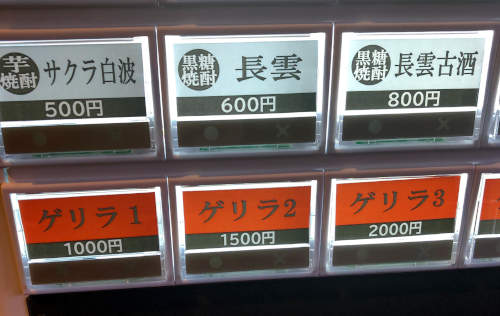 芋焼酎 サクラ白波
500円
黒糖焼酎 長雲
600円
黒糖焼酎 長雲古酒
800円
ゲリラ1
1000円
ゲリラ2
1500円
ゲリラ3
2000円